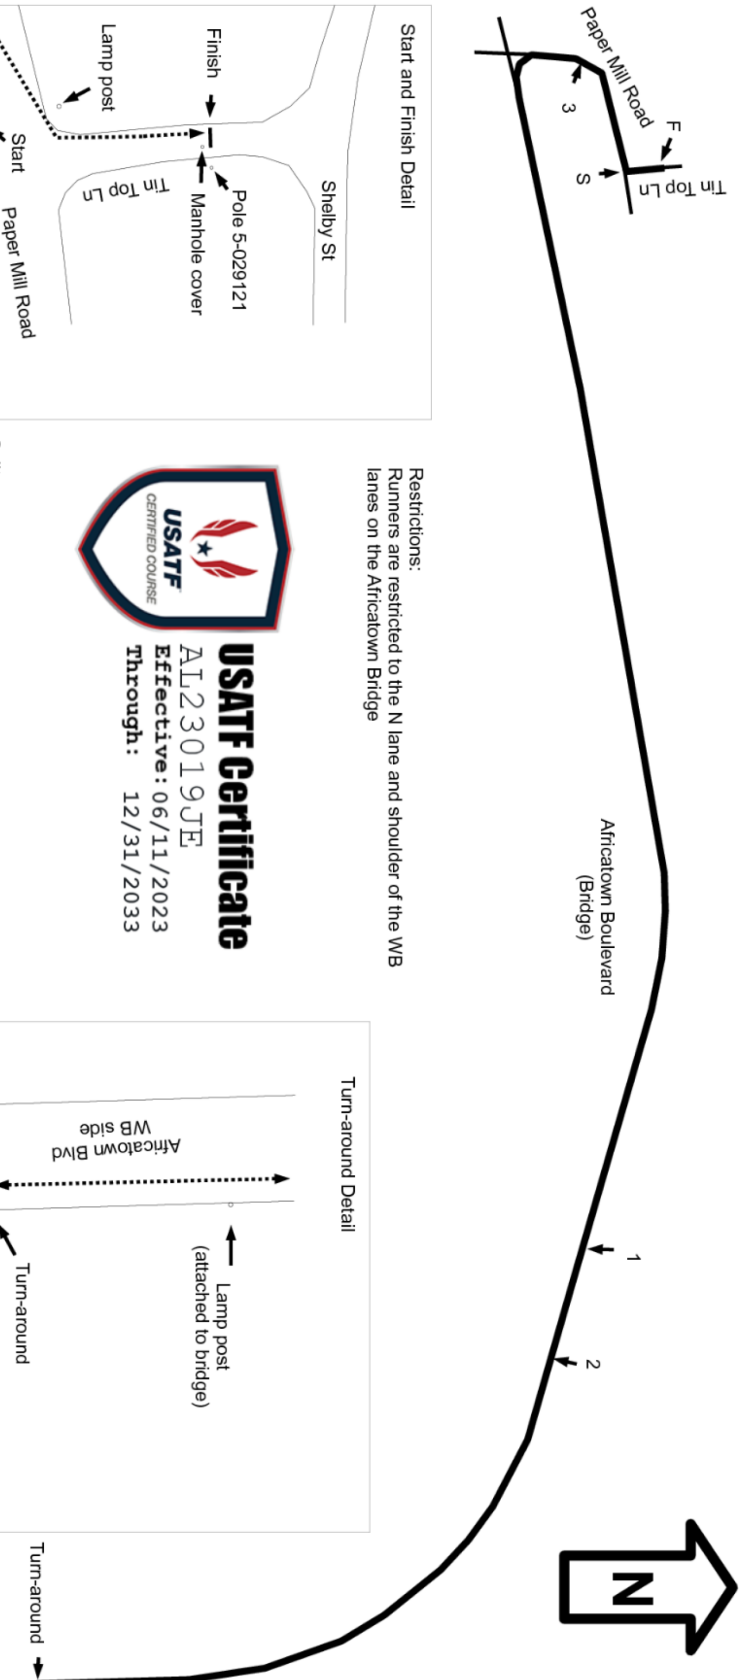 Paper Mill Road
3
F
S
Tin Top Ln
Africatown Boulevard
(Bridge)
1
2
N
Turn-around
Start and Finish Detail
Lamp post
Finish
Shelby St
Tin Top Ln
Pole 5-029121
Manhole cover
Start
Paper Mill Road
Restrictions:
Runners are restricted to the N lane and shoulder of the WB
lanes on the Africatown Bridge
USATF
CERTIFIED COURSE
USATF Certificate
AL23019JE
Effective: 06/11/2023
Through: 12/31/2033
Turn-around Detail
Africatown Blvd
WB side
Lamp post
(attached to bridge)
Turn-around